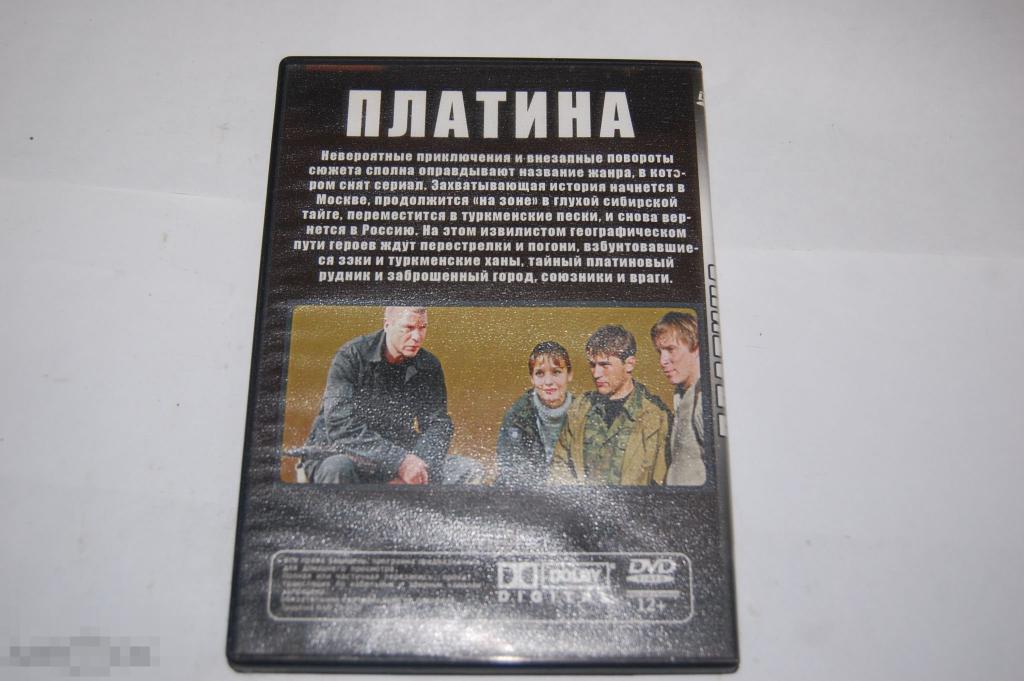 ПЛАТИНА
Невероятные приключения и внезапные повороты
сюжета сполна оправдывают название жанра, в кото-
ром снят сериал. Захватывающая история начнется в
Москве, продолжится «на зоне» в глухой сибирской
тайге, переместится в туркменские пески, и снова вер-
нется в Россию. На этом извилистом географическом
пути героев ждут перестрелки и погони, взбунтовавшие-
ся зэки и туркменские ханы, тайный платиновый
рудник и заброшенный город, союзники и враги.
DOLBY
DIGITAL
DVD
12+